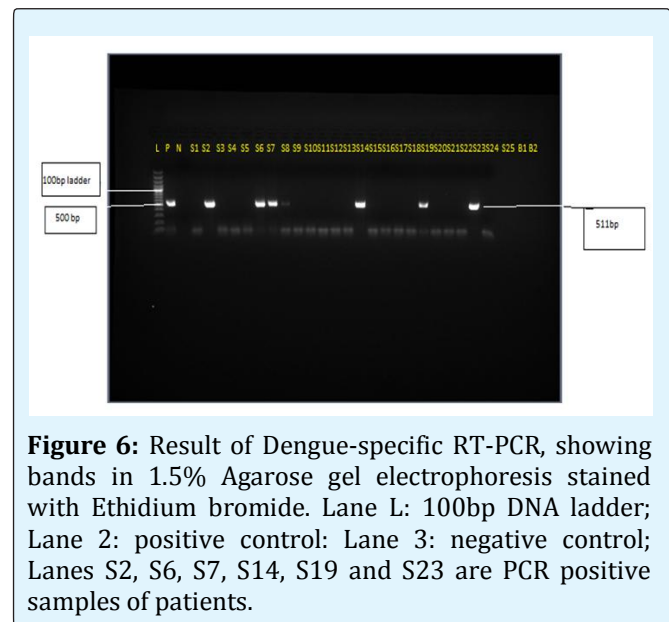 L P N S1 S2 S3 S4 S5 S6 S7 S8 S9 S10S11S12S13S14S15S16S17S18S19S20S21S22S23S24 S25 B1 B2
100bp ladder
500 bp
511bp
Figure 6: Result of Dengue-specific RT-PCR, showing
bands in 1.5% Agarose gel electrophoresis stained
with Ethidium bromide. Lane L: 100bp DNA ladder;
Lane 2: positive control: Lane 3: negative control;
Lanes S2, S6, S7, S14, S19 and S23 are PCR positive
samples of patients.